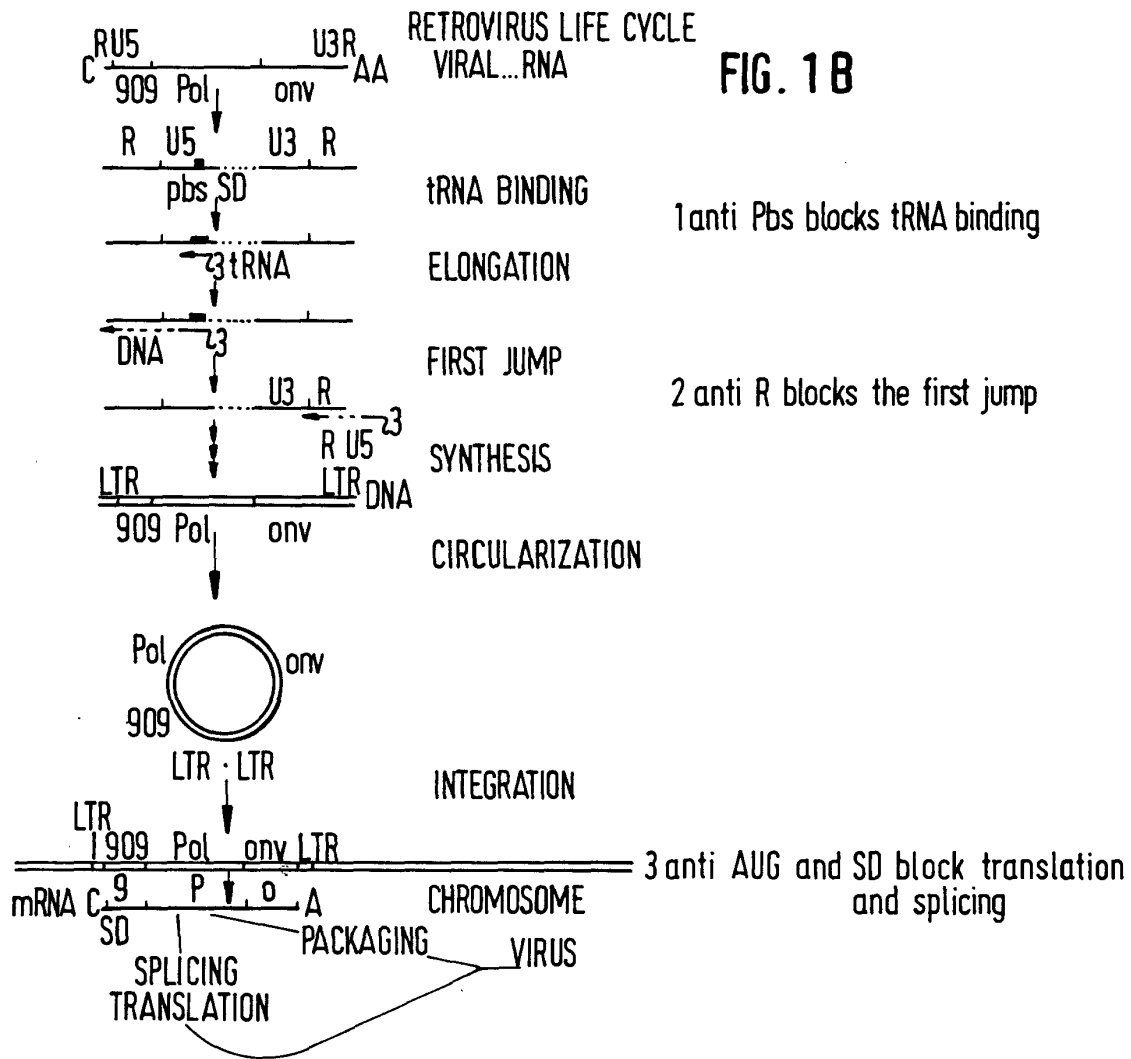 RETROVIRUS LIFE CYCLE
FIG. 1B
RU5 U3R
C AA VIRAL...RNA
909 Pol onv
R U5 U3 R
pbs SD
tRNA BINDING
1 anti Pbs blocks tRNA binding
3 tRNA
ELONGATION
DNA 3
FIRST JUMP
U3 R
2 anti R blocks the first jump
3
R U5
SYNTHESIS
LTR LTR DNA
909 Pol onv
CIRCULARIZATION
Pol onv
909
LTR · LTR
INTEGRATION
LTR
909 Pol onv LTR
3 anti AUG and SD block translation
and splicing
mRNA C 9 P o A
CHROMOSOME
SD
PACKAGING
VIRUS
SPLICING
TRANSLATION